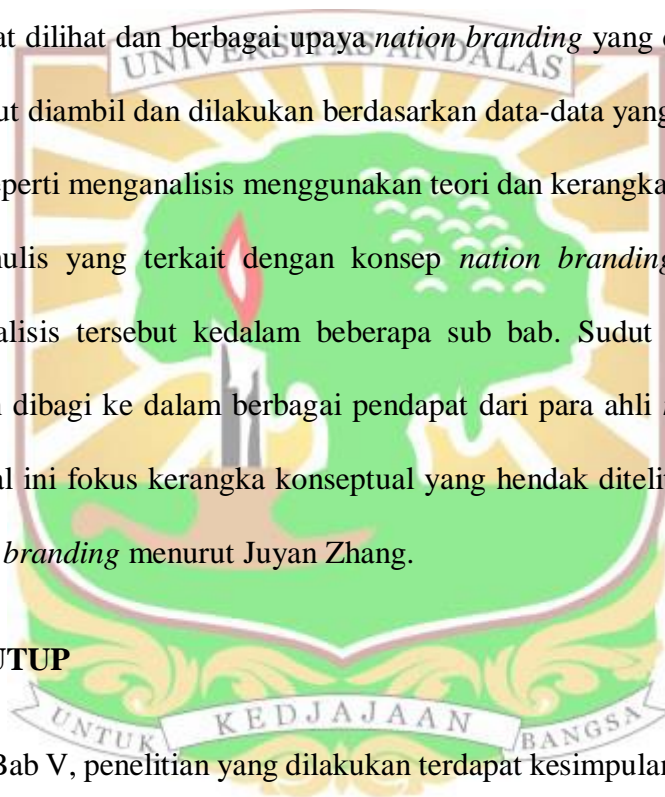 at dilihat dan berbagai upaya nation branding yang
UNIVERSITAS ANDALAS
ut diambil dan dilakukan berdasarkan data-data yang
eperti menganalisis menggunakan teori dan kerangka
nulis yang terkait dengan konsep nation branding
alisis tersebut kedalam beberapa sub bab. Sudut
n dibagi ke dalam berbagai pendapat dari para ahli
al ini fokus kerangka konseptual yang hendak diteli
branding menurut Juyan Zhang.
UTUP
UNTUK KEDJAJAAN BANGSA
Bab V, penelitian yang dilakukan terdapat kesimpulan